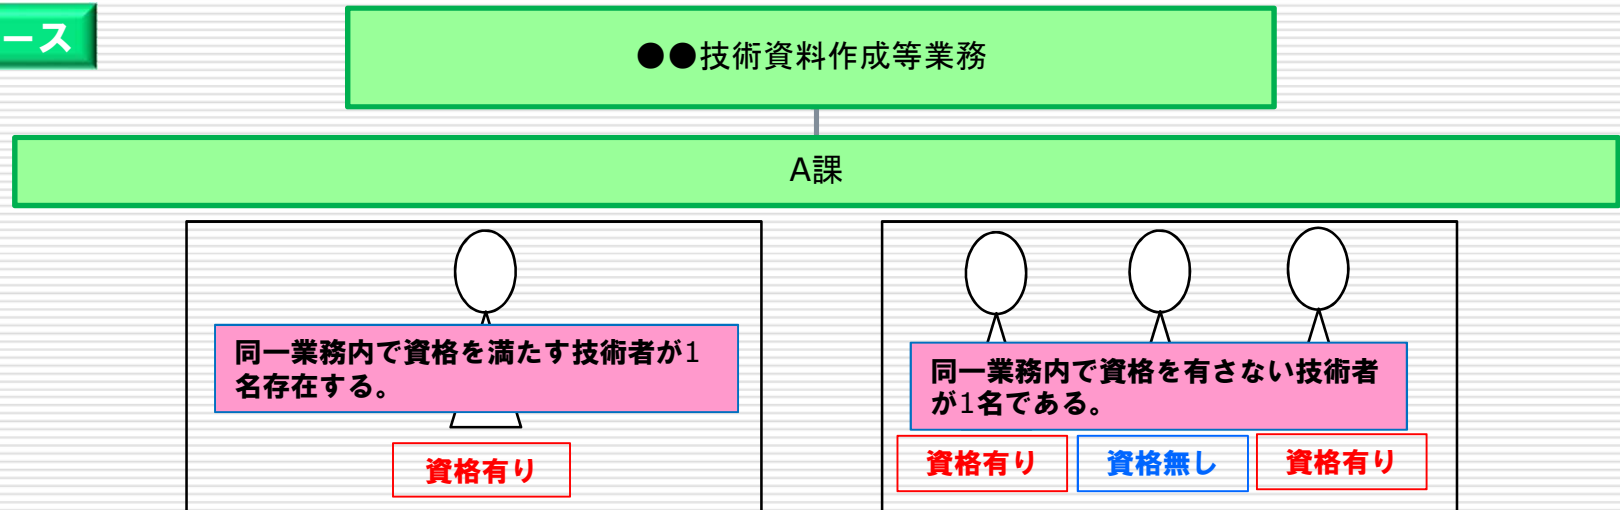 ース
●●技術資料作成等業務
A課
同一業務内で資格を満たす技術者が1
名存在する。
同一業務内で資格を有さない技術者
が1名である。
資格有り
資格有り
資格無し
資格有り